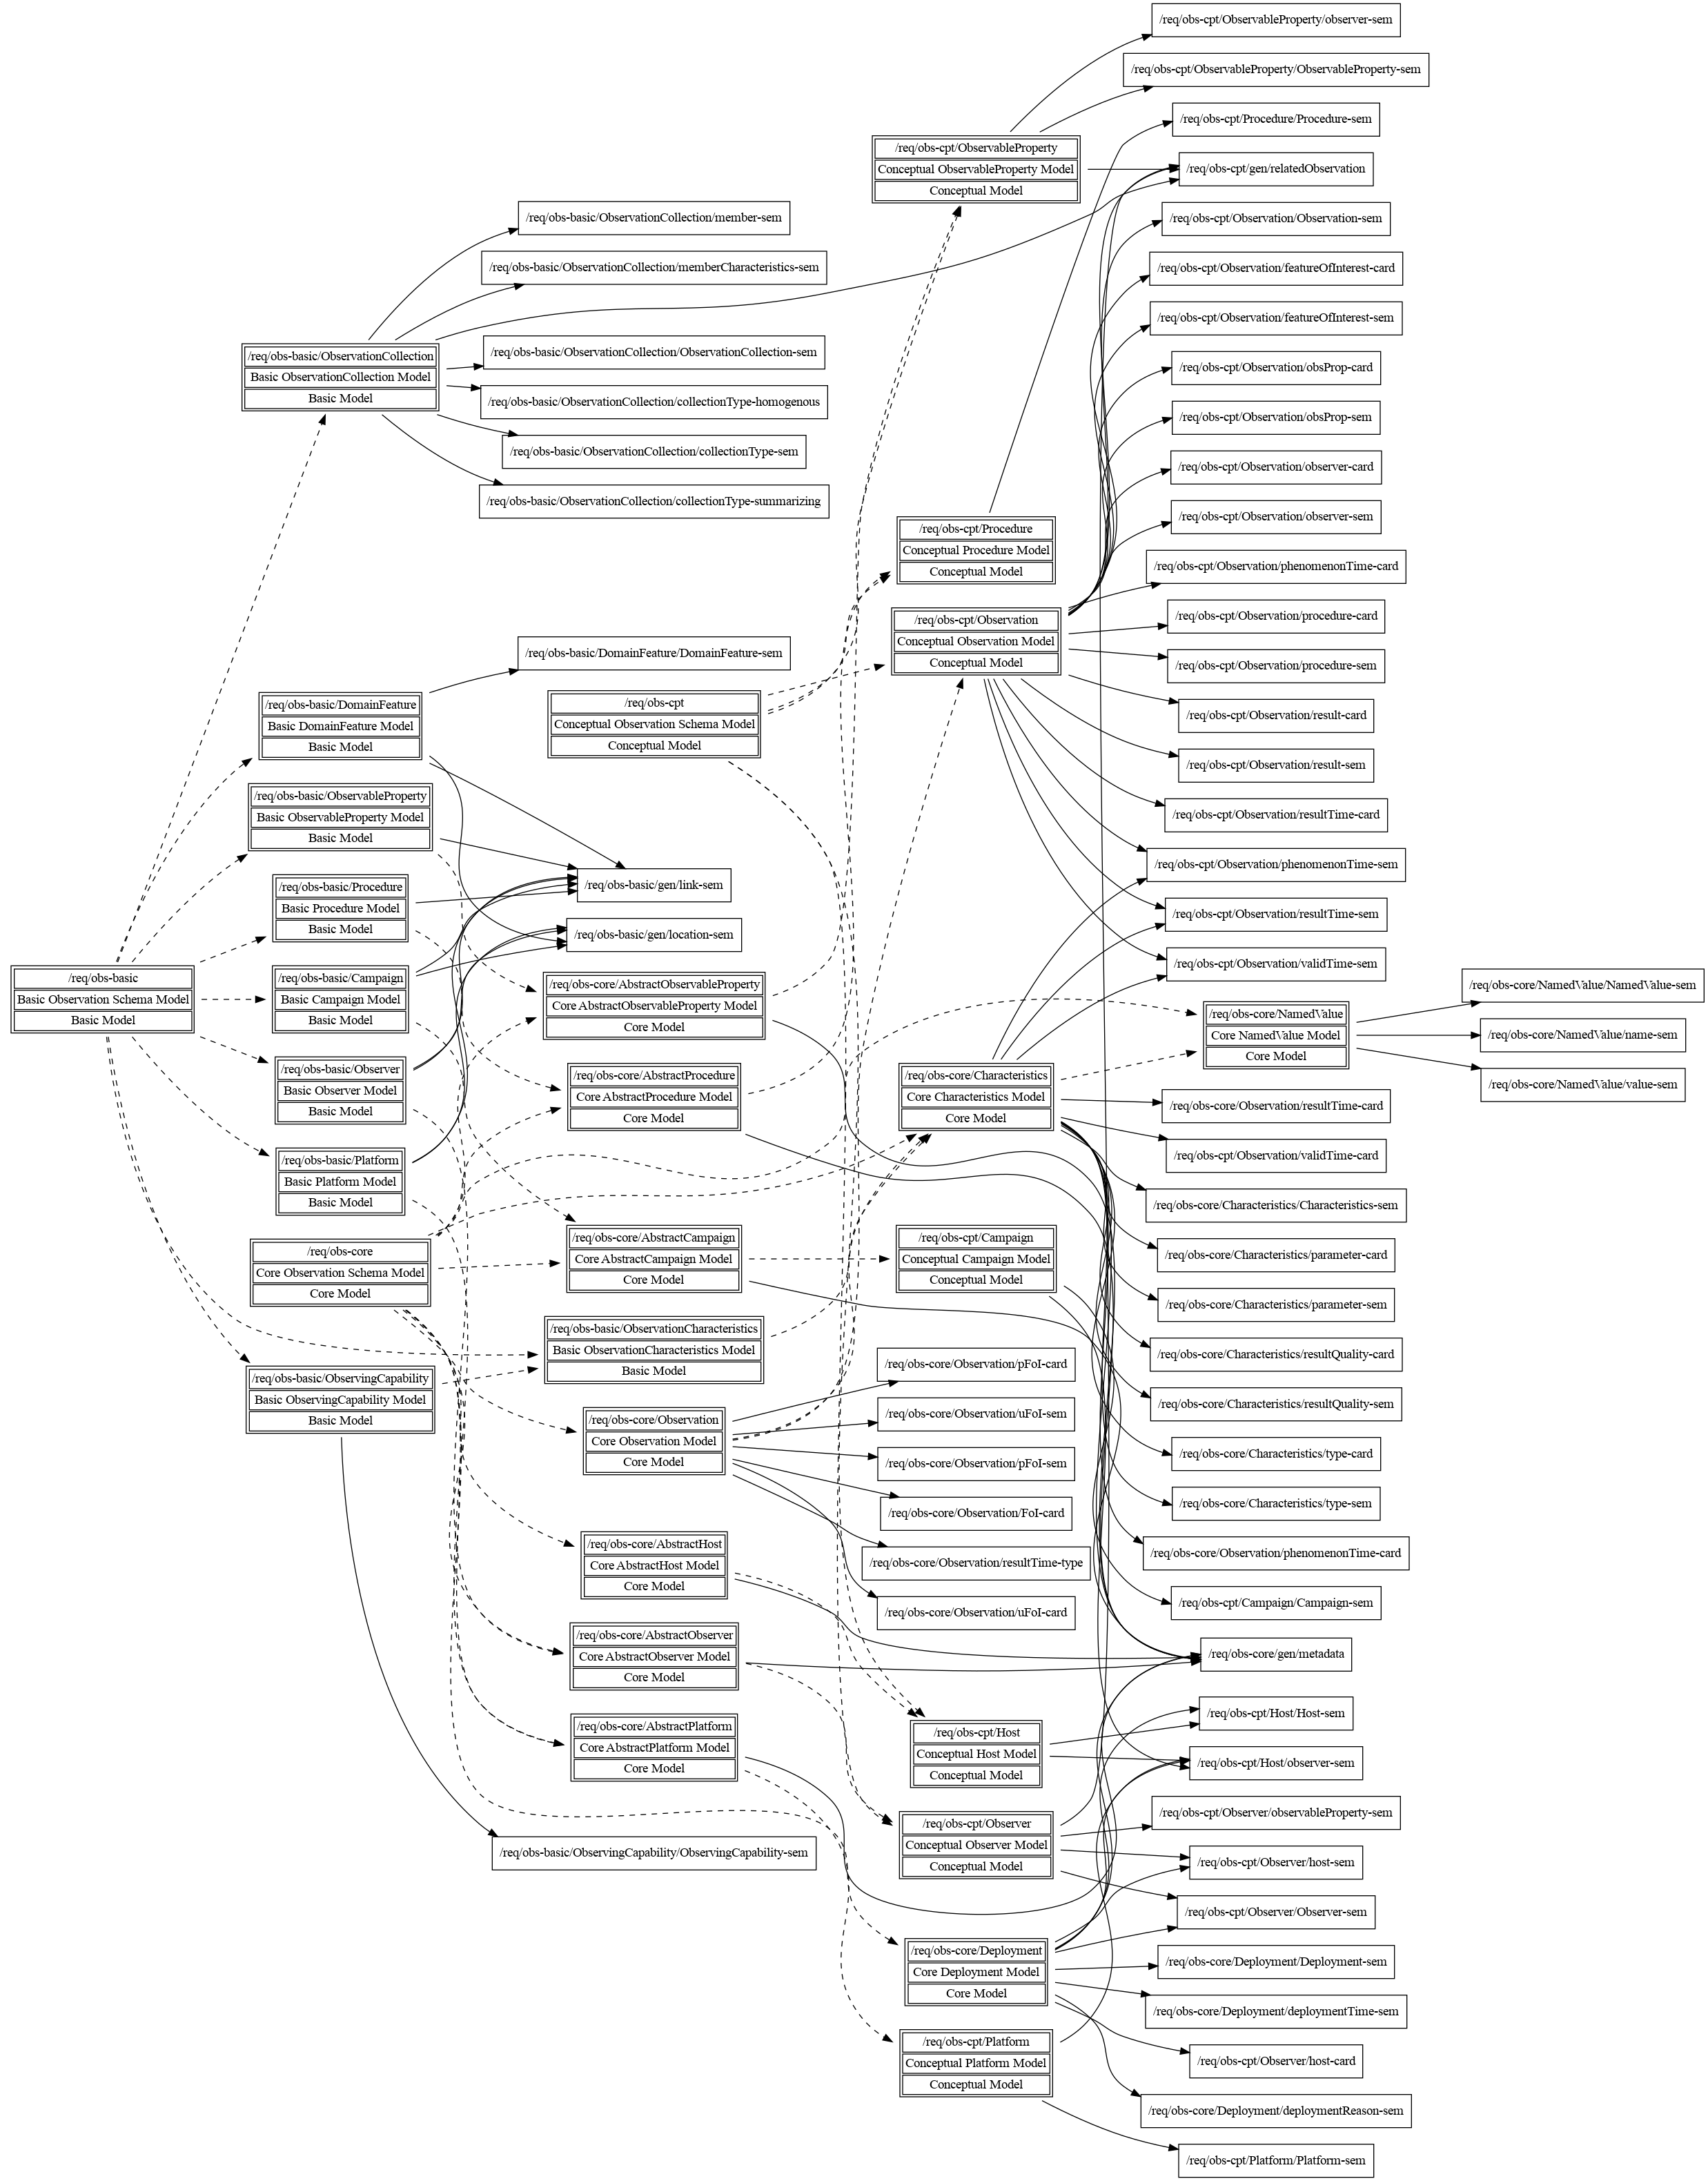 /req/obs-cpt/ObservableProperty/observer-sem
/req/obs-cpt/ObservableProperty/ObservableProperty-sem
/req/obs-cpt/Procedure/Procedure-sem
/req/obs-cpt/ObservableProperty
Conceptual ObservableProperty Model
Conceptual Model
/req/obs-cpt/gen/relatedObservation
/req/obs-basic/ObservationCollection/member-sem
/req/obs-cpt/Observation/Observation-sem
/req/obs-basic/ObservationCollection/memberCharacteristics-sem
/req/obs-cpt/Observation/featureOfInterest-card
/req/obs-cpt/Observation/featureOfInterest-sem
/req/obs-basic/ObservationCollection
Basic ObservationCollection Model
Basic Model
/req/obs-basic/ObservationCollection/ObservationCollection-sem
/req/obs-cpt/Observation/obsProp-card
/req/obs-basic/ObservationCollection/collectionType-homogenous
/req/obs-cpt/Observation/obsProp-sem
/req/obs-basic/ObservationCollection/collectionType-sem
/req/obs-cpt/Observation/observer-card
/req/obs-basic/ObservationCollection/collectionType-summarizing
/req/obs-cpt/Observation/observer-sem
/req/obs-cpt/Procedure
Conceptual Procedure Model
Conceptual Model
/req/obs-cpt/Observation/phenomenonTime-card
/req/obs-cpt/Observation/procedure-card
/req/obs-cpt/Observation
Conceptual Observation Model
Conceptual Model
/req/obs-basic/DomainFeature/DomainFeature-sem
/req/obs-cpt/Observation/procedure-sem
/req/obs-basic/DomainFeature
Basic DomainFeature Model
Basic Model
/req/obs-cpt
Conceptual Observation Schema Model
Conceptual Model
/req/obs-cpt/Observation/result-card
/req/obs-cpt/Observation/result-sem
/req/obs-basic/ObservableProperty
Basic ObservableProperty Model
Basic Model
/req/obs-cpt/Observation/resultTime-card
/req/obs-cpt/Observation/phenomenonTime-sem
/req/obs-basic/Procedure
Basic Procedure Model
Basic Model
/req/obs-basic/gen/link-sem
/req/obs-cpt/Observation/resultTime-sem
/req/obs-basic/gen/location-sem
/req/obs-cpt/Observation/validTime-sem
/req/obs-basic
Basic Observation Schema Model
Basic Model
/req/obs-basic/Campaign
Basic Campaign Model
Basic Model
/req/obs-core/AbstractObservableProperty
Core AbstractObservableProperty Model
Core Model
/req/obs-core/NamedValue
Core NamedValue Model
Core Model
/req/obs-core/NamedValue/NamedValue-sem
/req/obs-core/NamedValue/name-sem
/req/obs-core/NamedValue/value-sem
/req/obs-basic/Observer
Basic Observer Model
Basic Model
/req/obs-core/AbstractProcedure
Core AbstractProcedure Model
Core Model
/req/obs-core/Characteristics
Core Characteristics Model
Core Model
/req/obs-core/Observation/resultTime-card
/req/obs-cpt/Observation/validTime-card
/req/obs-basic/Platform
Basic Platform Model
Basic Model
/req/obs-core/Characteristics/Characteristics-sem
/req/obs-core
Core Observation Schema Model
Core Model
/req/obs-core/AbstractCampaign
Core AbstractCampaign Model
Core Model
/req/obs-cpt/Campaign
Conceptual Campaign Model
Conceptual Model
/req/obs-core/Characteristics/parameter-card
/req/obs-core/Characteristics/parameter-sem
/req/obs-basic/ObservationCharacteristics
Basic ObservationCharacteristics Model
Basic Model
/req/obs-core/Observation/pFoI-card
/req/obs-core/Characteristics/resultQuality-card
/req/obs-basic/ObservingCapability
Basic ObservingCapability Model
Basic Model
/req/obs-core/Observation/uFoI-sem
/req/obs-core/Characteristics/resultQuality-sem
/req/obs-core/Observation
Core Observation Model
Core Model
/req/obs-core/Observation/pFoI-sem
/req/obs-core/Characteristics/type-card
/req/obs-core/Observation/FoI-card
/req/obs-core/Characteristics/type-sem
/req/obs-core/AbstractHost
Core AbstractHost Model
Core Model
/req/obs-core/Observation/resultTime-type
/req/obs-core/Observation/phenomenonTime-card
/req/obs-core/Observation/uFoI-card
/req/obs-cpt/Campaign/Campaign-sem
/req/obs-core/AbstractObserver
Core AbstractObserver Model
Core Model
/req/obs-core/gen/metadata
/req/obs-core/AbstractPlatform
Core AbstractPlatform Model
Core Model
/req/obs-cpt/Host
Conceptual Host Model
Conceptual Model
/req/obs-cpt/Host/Host-sem
/req/obs-cpt/Host/observer-sem
/req/obs-cpt/Observer
Conceptual Observer Model
Conceptual Model
/req/obs-cpt/Observer/observableProperty-sem
/req/obs-basic/ObservingCapability/ObservingCapability-sem
/req/obs-cpt/Observer/host-sem
/req/obs-cpt/Observer/Observer-sem
/req/obs-core/Deployment
Core Deployment Model
Core Model
/req/obs-core/Deployment/Deployment-sem
/req/obs-core/Deployment/deploymentTime-sem
/req/obs-cpt/Platform
Conceptual Platform Model
Conceptual Model
/req/obs-cpt/Observer/host-card
/req/obs-core/Deployment/deploymentReason-sem
/req/obs-cpt/Platform/Platform-sem